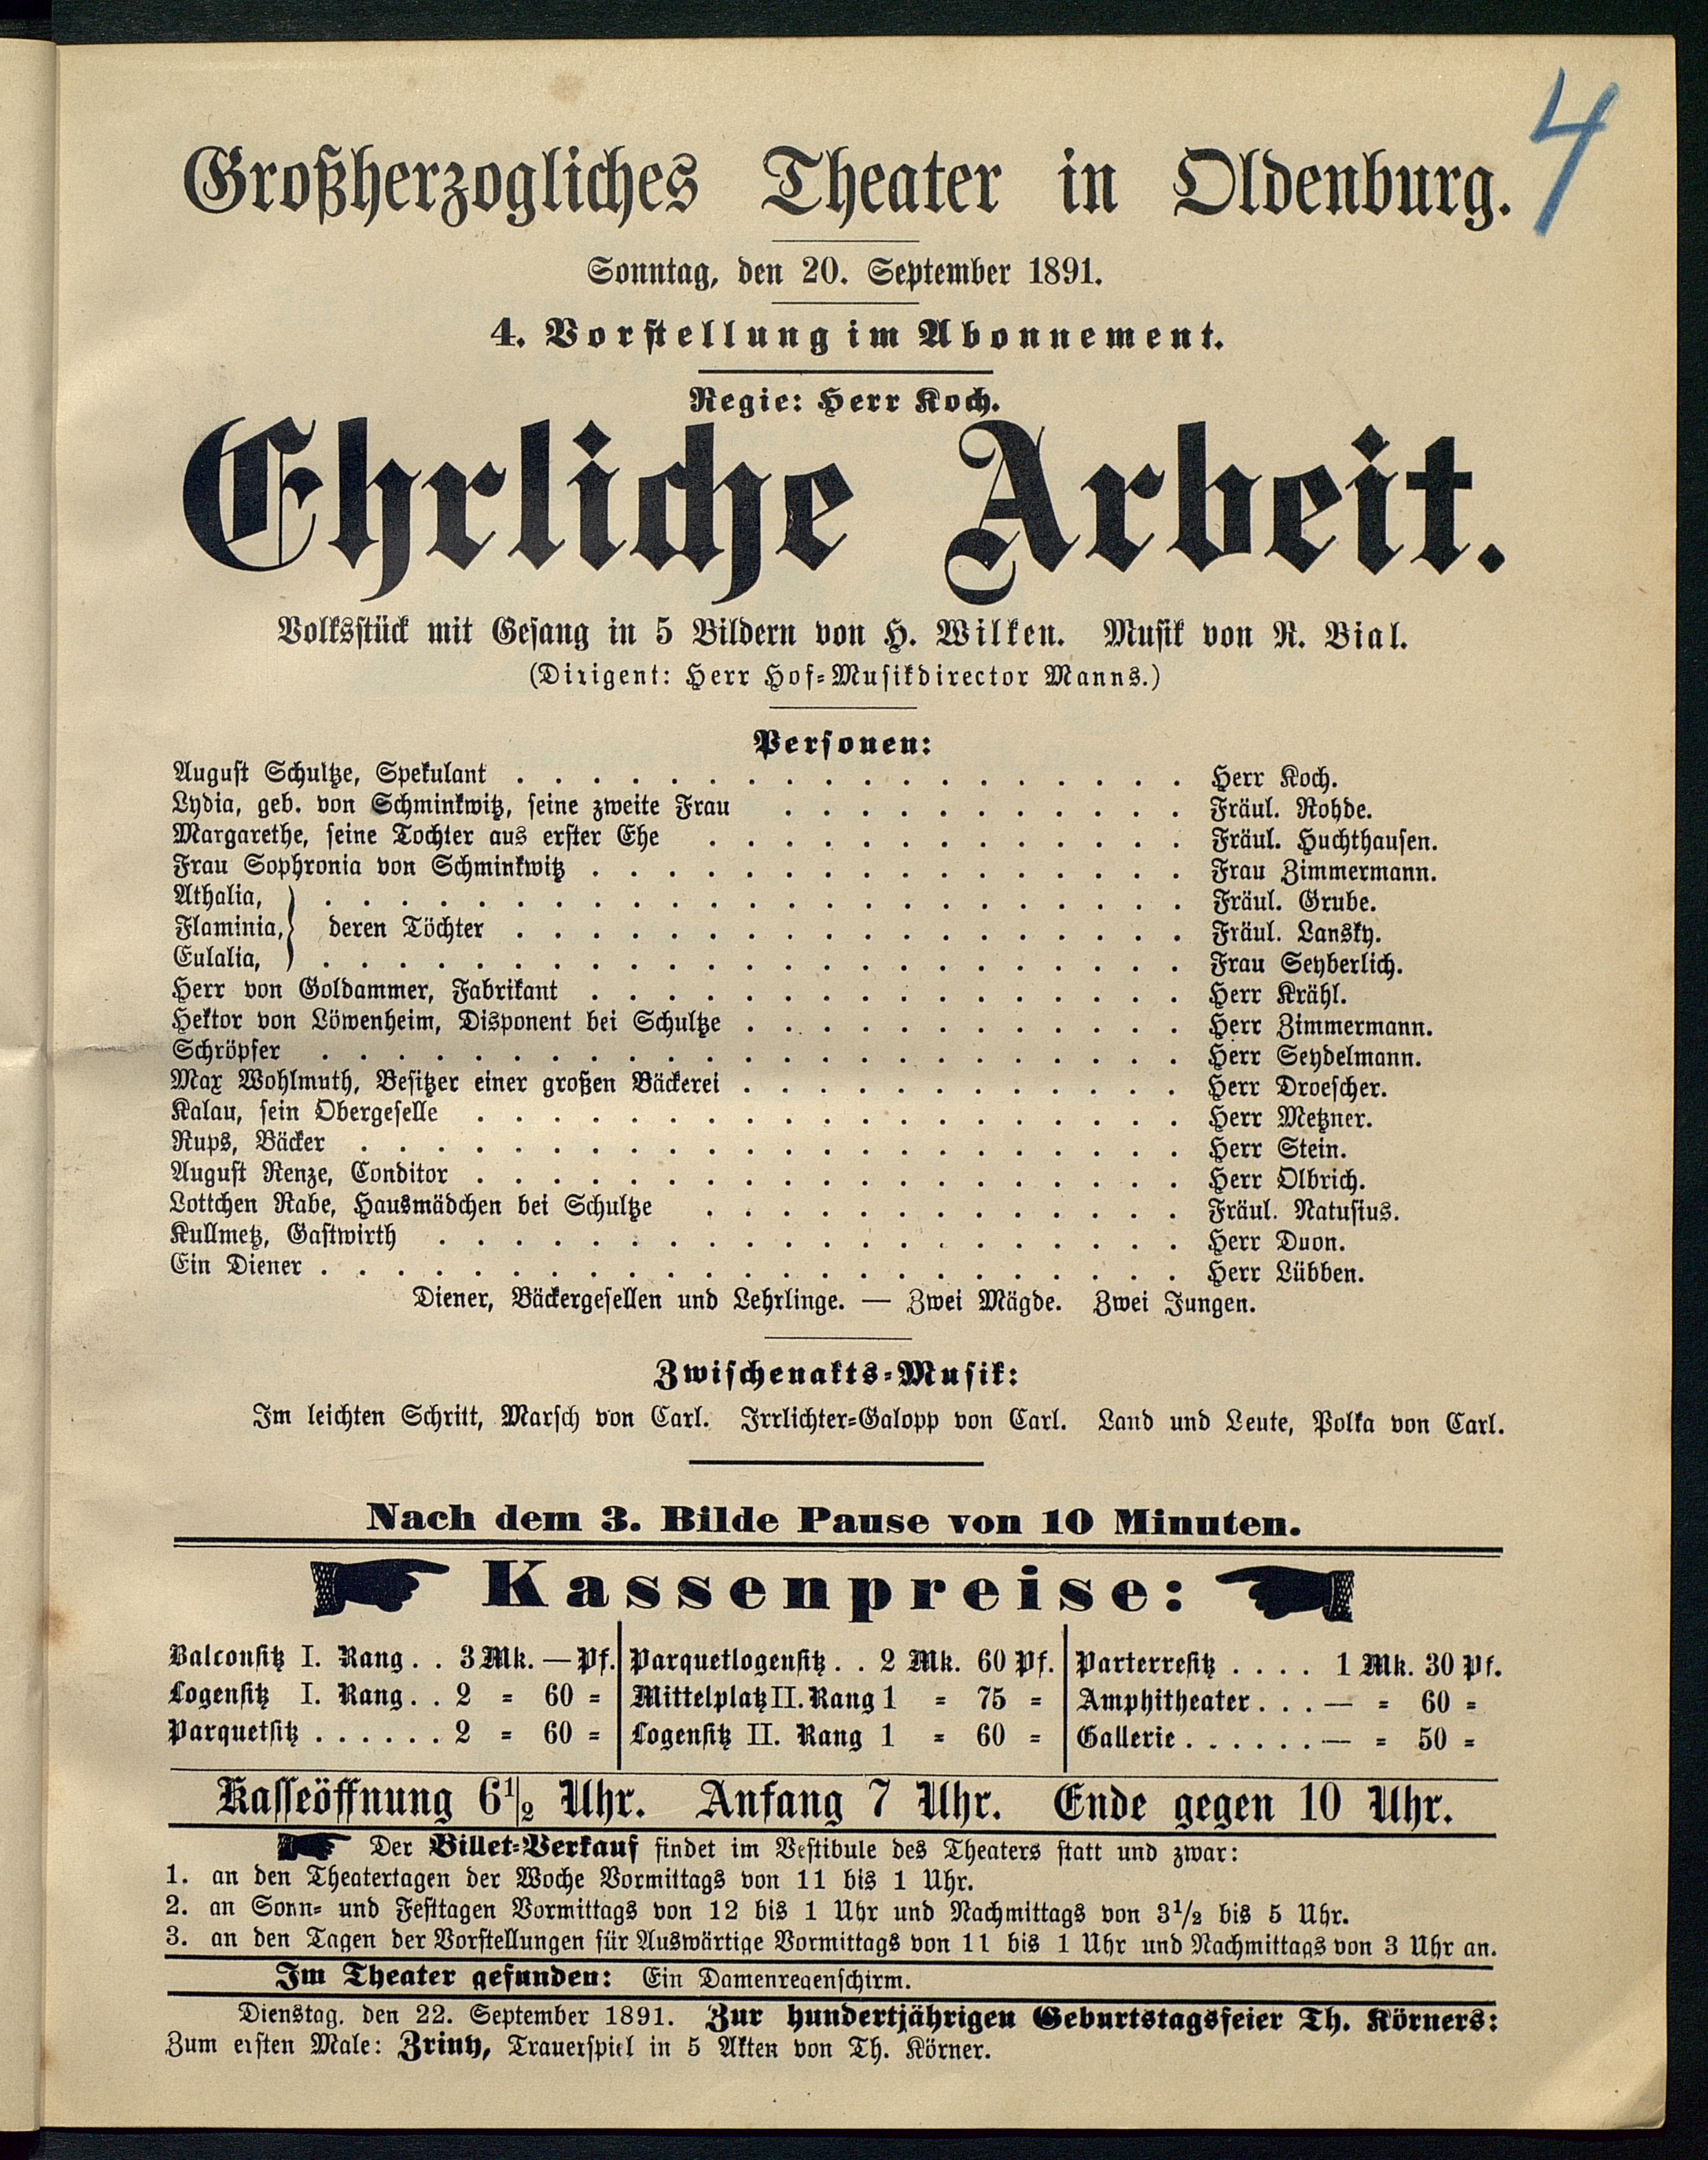 4
Großherzogliches Theater in Oldenburg.
Sonntag, den 20. September 1891.
4. Vorstellung im Abonnement.
Regie: Herr Koch.
Ehrliche Arbeit.
Volksstück mit Gesang in 5 Bildern von H. Wilken. Musik von R. Bial.
(Dirigent: Herr Hof-Musikdirector Manns.)
Personen:
August Schultze, Spekulant . . . . . . . . . . . . . . . . . . Herr Koch.
Lydia, geb. von Schminkwitz, seine zweite Frau . . . . . . . . . . . Fräul. Rohde.
Margarethe, seine Tochter aus erster Ehe . . . . . . . . . . . . . Fräul. Huchthausen.
Frau Sophronia von Schminkwitz . . . . . . . . . . . . . . . . Frau Zimmermann.
Athalia, . . . . . . . . . . . . . . . . . . . . . . . Fräul. Grube.
Flaminia, } deren Töchter . . . . . . . . . . . . . . . . . . Fräul. Lansky.
Eulalia, . . . . . . . . . . . . . . . . . . . . . . . Frau Seyberlich.
Herr von Goldammer, Fabrikant . . . . . . . . . . . . . . . . Herr Krähl.
Hektor von Löwenheim, Disponent bei Schultze . . . . . . . . . . . . Herr Zimmermann.
Schröpfer . . . . . . . . . . . . . . . . . . . . . . . Herr Seydelmann.
Max Wohlmuth, Besitzer einer großen Bäckerei . . . . . . . . . . . . Herr Droescher.
Kalau, sein Obergeselle . . . . . . . . . . . . . . . . . . . Herr Metzner.
Rups, Bäcker . . . . . . . . . . . . . . . . . . . . . . Herr Stein.
August Renze, Conditor . . . . . . . . . . . . . . . . . . . Herr Olbrich.
Lottchen Rabe, Hausmädchen bei Schultze . . . . . . . . . . . . . Fräul. Natusius.
Kullmetz, Gastwirth . . . . . . . . . . . . . . . . . . . . Herr Duon.
Ein Diener . . . . . . . . . . . . . . . . . . . . . . . Herr Lübben.
Diener, Bäckergesellen und Lehrlinge. — Zwei Mägde. Zwei Jungen.
Zwischenakts-Musik:
Im leichten Schritt, Marsch von Carl. Irrlichter-Galopp von Carl. Land und Leute, Polka von Carl.
Nach dem 3. Bilde Pause von 10 Minuten.
Kassenpreise:
Balconsitz I. Rang . . 3 Mk. — Pf. Parquetlogensitz . . 2 Mk. 60 Pf. Parterresitz . . . . 1 Mk. 30 Pf.
Logensitz I. Rang . . 2 = 60 = Mittelplatz II. Rang 1 = 75 = Amphitheater . . . — = 60 =
Parquetsitz . . . . . . 2 = 60 = Logensitz II. Rang 1 = 60 = Gallerie . . . . . . — = 50 =
Kasseöffnung 6½ Uhr. Anfang 7 Uhr. Ende gegen 10 Uhr.
Der Billet-Verkauf findet im Vestibule des Theaters statt und zwar:
1. an den Theatertagen der Woche Vormittags von 11 bis 1 Uhr.
2. an Sonn- und Festtagen Vormittags von 12 bis 1 Uhr und Nachmittags von 3½ bis 5 Uhr.
3. an den Tagen der Vorstellungen für Auswärtige Vormittags von 11 bis 1 Uhr und Nachmittags von 3 Uhr an.
Im Theater gefunden: Ein Damenregenschirm.
Dienstag, den 22. September 1891. Zur hundertjährigen Geburtstagsfeier Th. Körners:
Zum ersten Male: Zriny, Trauerspiel in 5 Akten von Th. Körner.